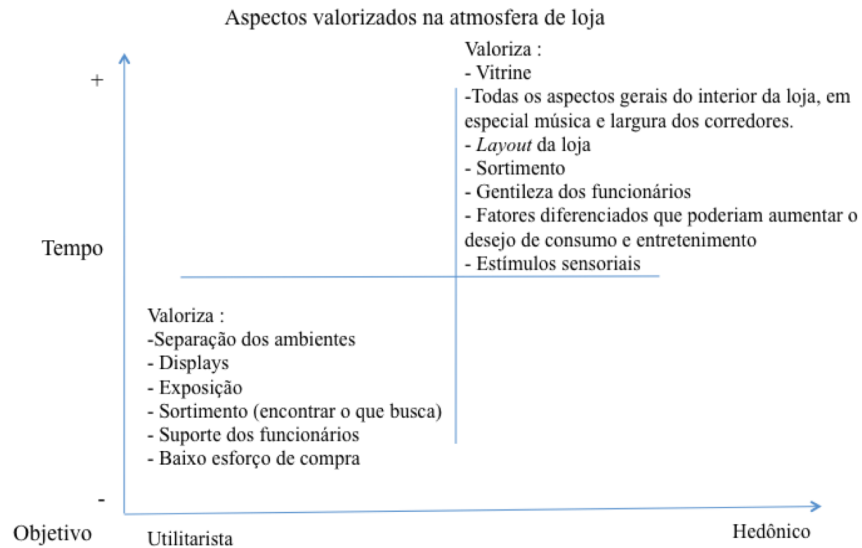 Aspectos valorizados na atmosfera de loja
Valoriza :
- Vitrine
-Todas os aspectos gerais do interior da loja, em
especial música e largura dos corredores.
- Layout da loja
- Sortimento
- Gentileza dos funcionários
- Fatores diferenciados que poderiam aumentar o
desejo de consumo e entretenimento
- Estímulos sensoriais
+
Tempo
Valoriza :
-Separação dos ambientes
- Displays
- Exposição
- Sortimento (encontrar o que busca)
- Suporte dos funcionários
- Baixo esforço de compra
-
Objetivo
Utilitarista
Hedônico